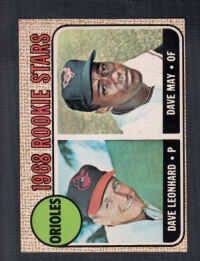 1968 ROOKIE STARS
ORIOLES
DAVE MAY • OF
DAVE LEONHARD • P